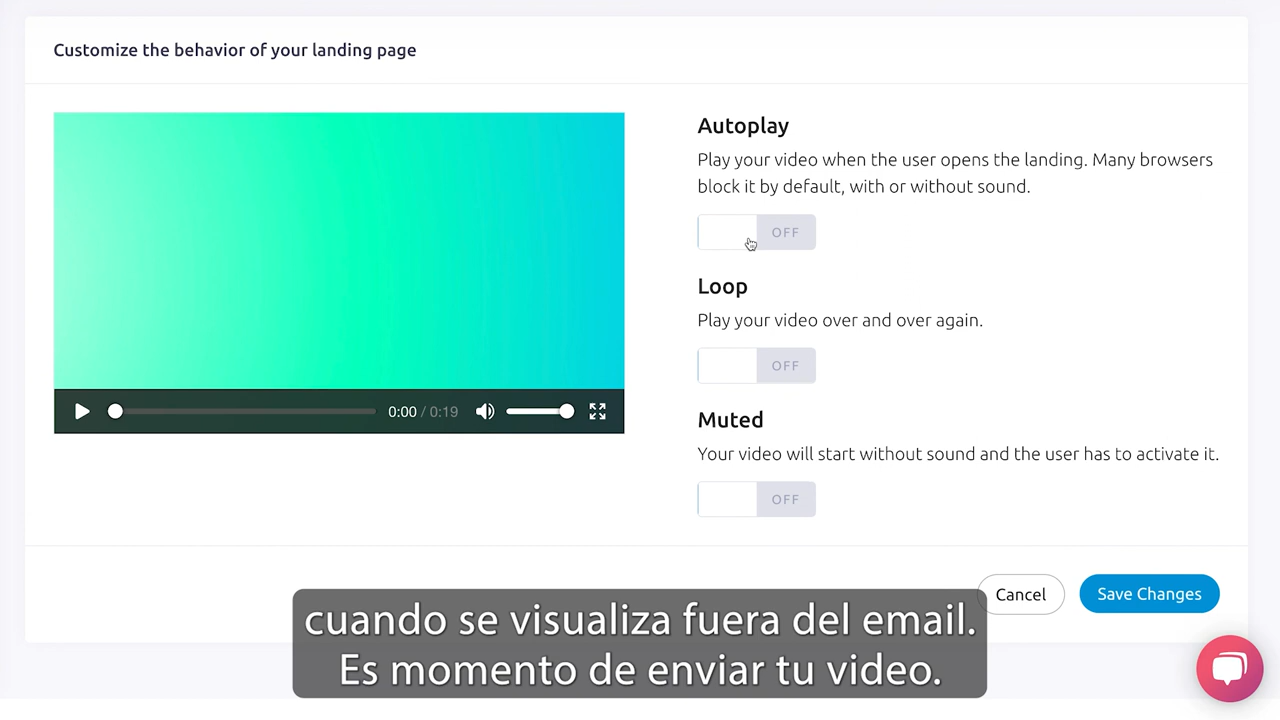 Customize the behavior of your landing page
Autoplay
Play your video when the user opens the landing. Many browsers
block it by default, with or without sound.
OFF
Loop
Play your video over and over again.
OFF
0:00 / 0:19
Muted
Your video will start without sound and the user has to activate it.
OFF
Cancel
Save Changes
cuando se visualiza fuera del email.
Es momento de enviar tu video.